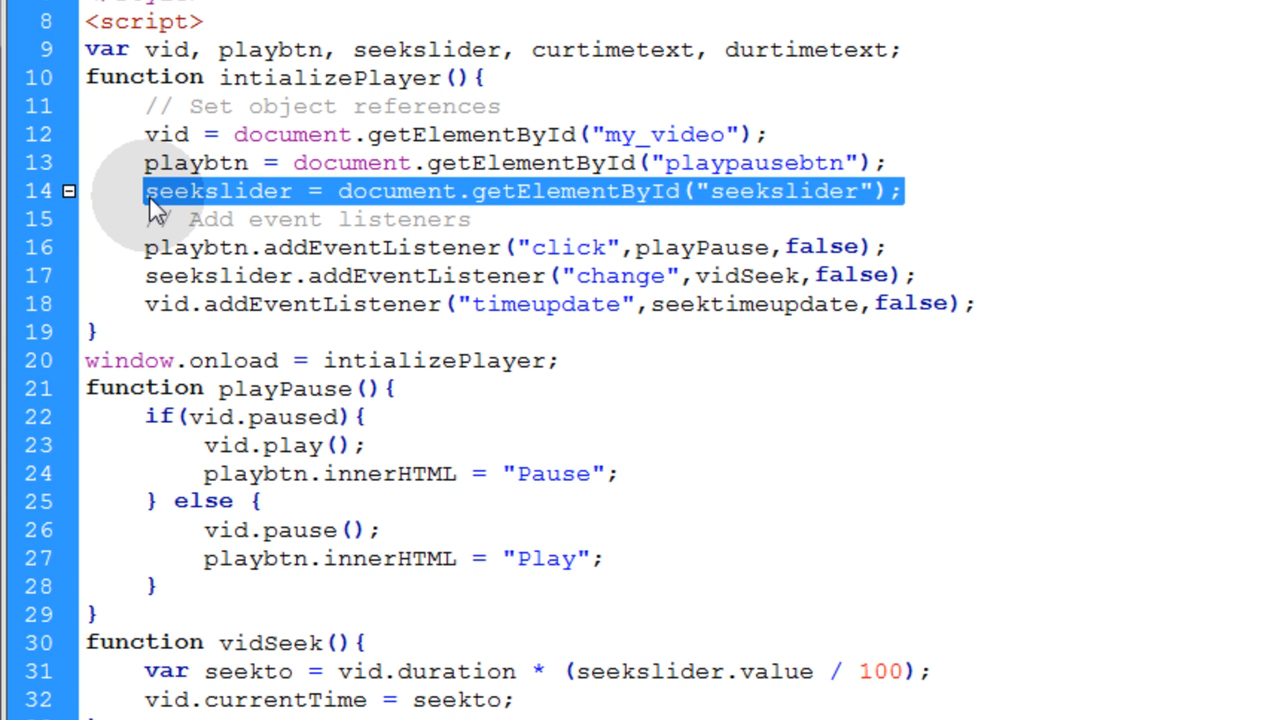 8 <script>
9 var vid, playbtn, seekslider, curtimetext, durtimetext;
10 function intializePlayer(){
11 // Set object references
12 vid = document.getElementById("my_video");
13 playbtn = document.getElementById("playpausebtn");
14 seekslider = document.getElementById("seekslider");
15 // Add event listeners
16 playbtn.addEventListener("click",playPause,false);
17 seekslider.addEventListener("change",vidSeek,false);
18 vid.addEventListener("timeupdate",seektimeupdate,false);
19 }
20 window.onload = intializePlayer;
21 function playPause(){
22 if(vid.paused){
23 vid.play();
24 playbtn.innerHTML = "Pause";
25 } else {
26 vid.pause();
27 playbtn.innerHTML = "Play";
28 }
29 }
30 function vidSeek(){
31 var seekto = vid.duration * (seekslider.value / 100);
32 vid.currentTime = seekto;